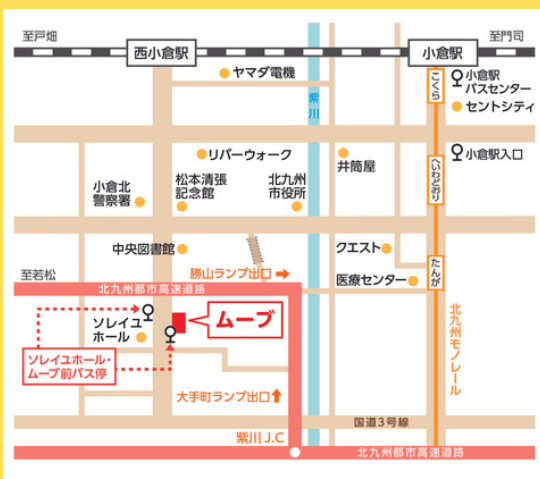 至戸畑
至門司
西小倉駅
小倉駅
ヤマダ電機
こくら
小倉駅
バスセンター
セントシティ
紫川
リバーウォーク
井筒屋
小倉駅入口
へいわどおり
小倉北
警察署
松本清張
記念館
北九州
市役所
中央図書館
クエスト
たんが
勝山ランプ出口
医療センター
至若松
北九州都市高速道路
ソレイユ
ホール
ムーブ
北九州モノレール
ソレイユホール・
ムーブ前バス停
大手町ランプ出口
国道3号線
紫川 J.C
北九州都市高速道路